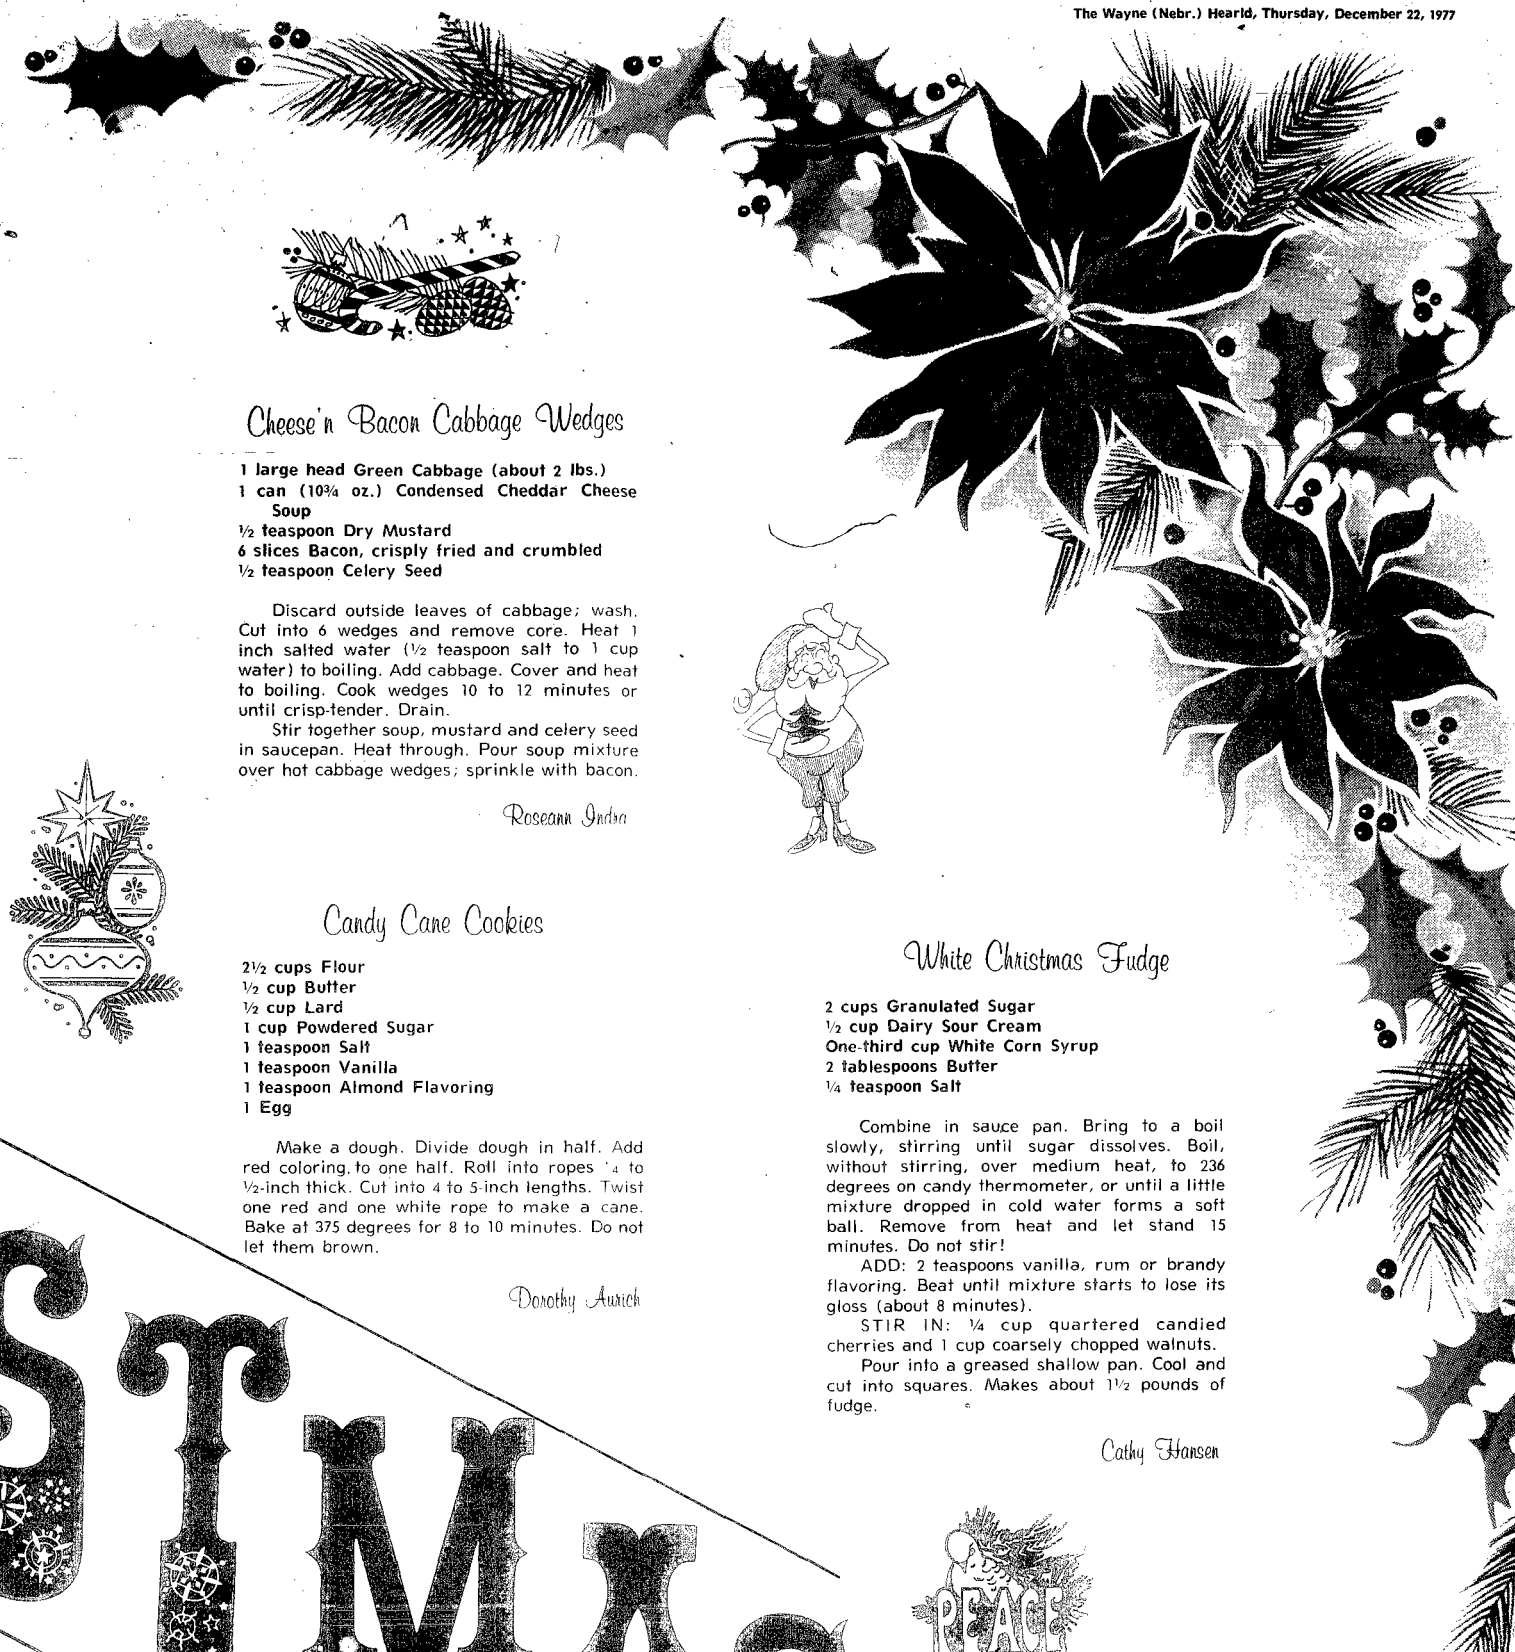 The Wayne (Nebr.) Hearld, Thursday, December 22, 1977
Cheese'n Bacon Cabbage Wedges
1 large head Green Cabbage (about 2 lbs.)
1 can (10¾ oz.) Condensed Cheddar Cheese
Soup
½ teaspoon Dry Mustard
6 slices Bacon, crisply fried and crumbled
½ teaspoon Celery Seed
Discard outside leaves of cabbage; wash.
Cut into 6 wedges and remove core. Heat 1
inch salted water (½ teaspoon salt to 1 cup
water) to boiling. Add cabbage. Cover and heat
to boiling. Cook wedges 10 to 12 minutes or
until crisp-tender. Drain.
Stir together soup, mustard and celery seed
in saucepan. Heat through. Pour soup mixture
over hot cabbage wedges; sprinkle with bacon.
Roseann Indra
Candy Cane Cookies
2½ cups Flour
½ cup Butter
½ cup Lard
1 cup Powdered Sugar
1 teaspoon Salt
1 teaspoon Vanilla
1 teaspoon Almond Flavoring
1 Egg
Make a dough. Divide dough in half. Add
red coloring to one half. Roll into ropes to
½-inch thick. Cut into 4 to 5-inch lengths. Twist
one red and one white rope to make a cane.
Bake at 375 degrees for 8 to 10 minutes. Do not
let them brown.
Dorothy Aurich
White Christmas Fudge
2 cups Granulated Sugar
½ cup Dairy Sour Cream
One-third cup White Corn Syrup
2 tablespoons Butter
¼ teaspoon Salt
Combine in sauce pan. Bring to a boil
slowly, stirring until sugar dissolves. Boil,
without stirring, over medium heat, to 236
degrees on candy thermometer, or until a little
mixture dropped in cold water forms a soft
ball. Remove from heat and let stand 15
minutes. Do not stir!
ADD: 2 teaspoons vanilla, rum or brandy
flavoring. Beat until mixture starts to lose its
gloss (about 8 minutes).
STIR IN: ¼ cup quartered candied
cherries and 1 cup coarsely chopped walnuts.
Pour into a greased shallow pan. Cool and
cut into squares. Makes about 1½ pounds of
fudge.
Cathy Hansen
STMA
PEACE